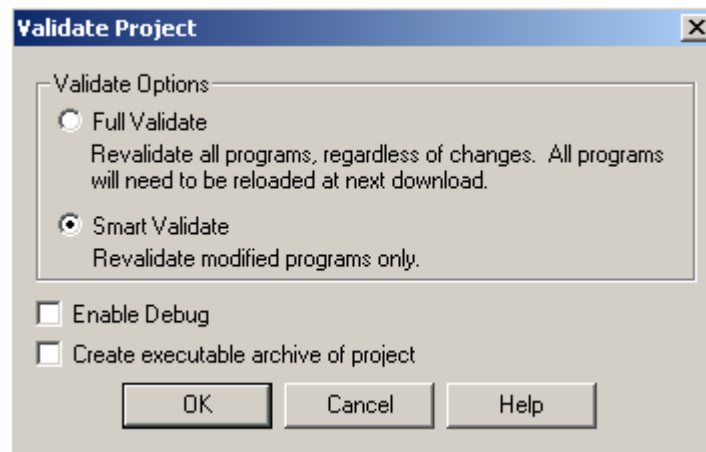 Validate Project
Validate Options
Full Validate
Revalidate all programs, regardless of changes. All programs
will need to be reloaded at next download.
Smart Validate
Revalidate modified programs only.
Enable Debug
Create executable archive of project
OK Cancel Help